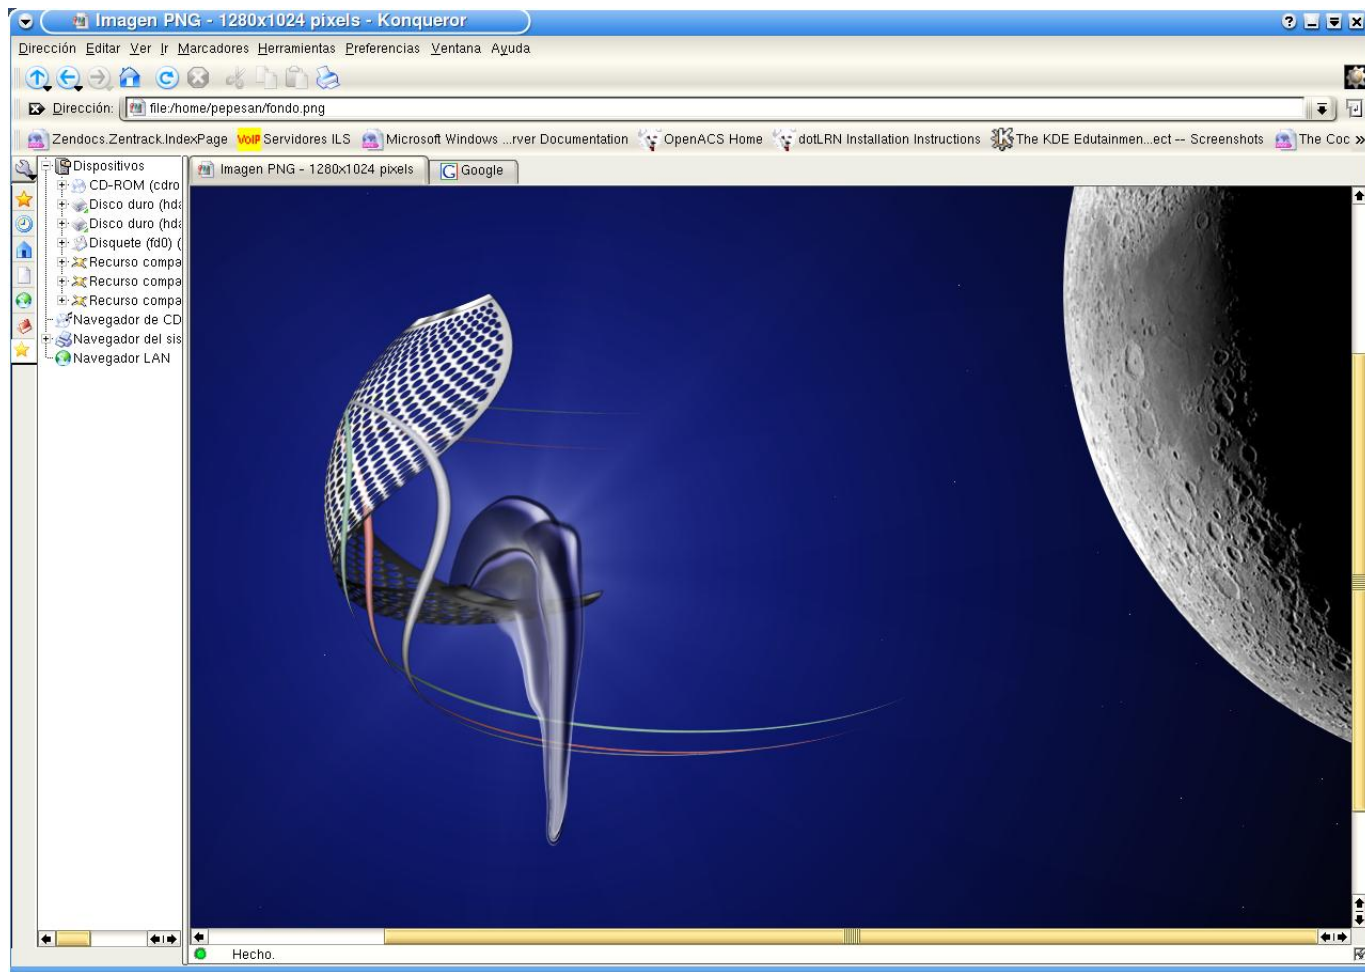 Imagen PNG - 1280x1024 pixels - Konqueror
Dirección Editar Ver Ir Marcadores Herramientas Preferencias Ventana Ayuda
Dirección: file:/home/pepesan/fondo.png
Zendocs.Zentrack.IndexPage VoIP Servidores ILS Microsoft Windows ...rver Documentation OpenACS Home dotLRN Installation Instructions The KDE Edutainmen...ect -- Screenshots The Coc
Dispositivos
CD-ROM (cdro
Disco duro (hda
Disco duro (hda
Disquete (fd0) (
Recurso compa
Recurso compa
Recurso compa
Navegador de CD
Navegador del sis
Navegador LAN
Imagen PNG - 1280x1024 pixels
G Google
Hecho.